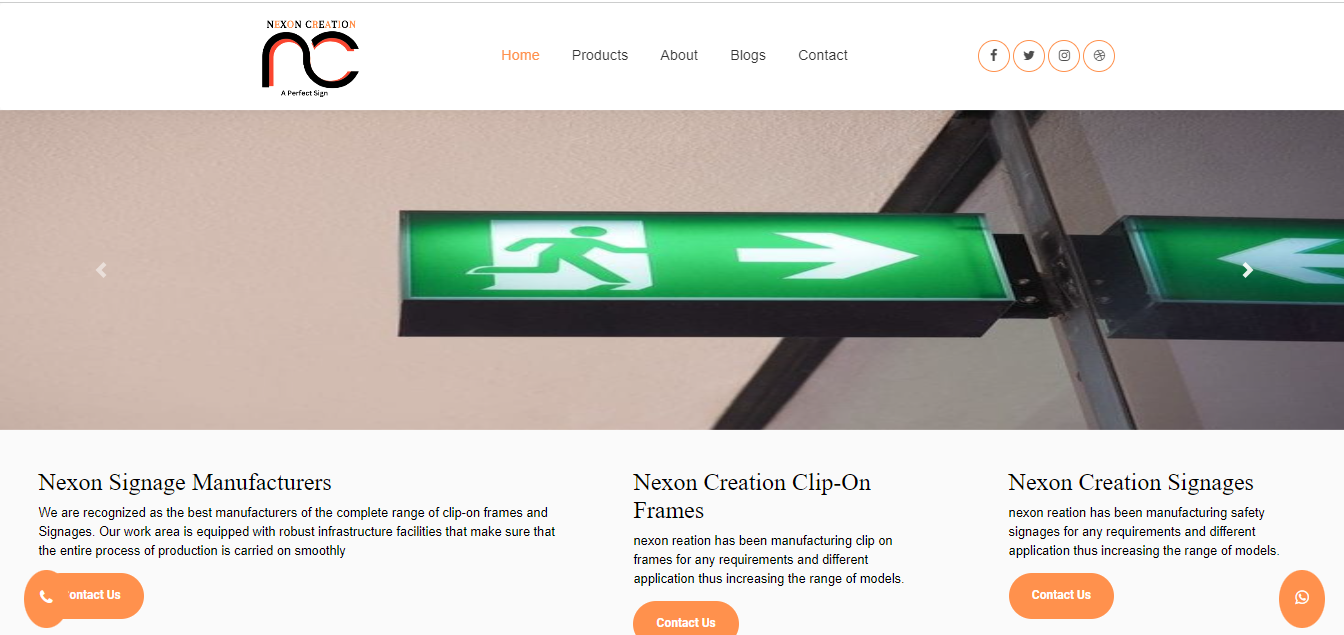 NEXON CREATION
A Perfect Sign
Home Products About Blogs Contact
Nexon Signage Manufacturers
We are recognized as the best manufacturers of the complete range of clip-on frames and
Signages. Our work area is equipped with robust infrastructure facilities that make sure that
the entire process of production is carried on smoothly
ontact Us
Nexon Creation Clip-On
Frames
nexon reation has been manufacturing clip on
frames for any requirements and different
application thus increasing the range of models.
Contact Us
Nexon Creation Signages
nexon reation has been manufacturing safety
signages for any requirements and different
application thus increasing the range of models.
Contact Us